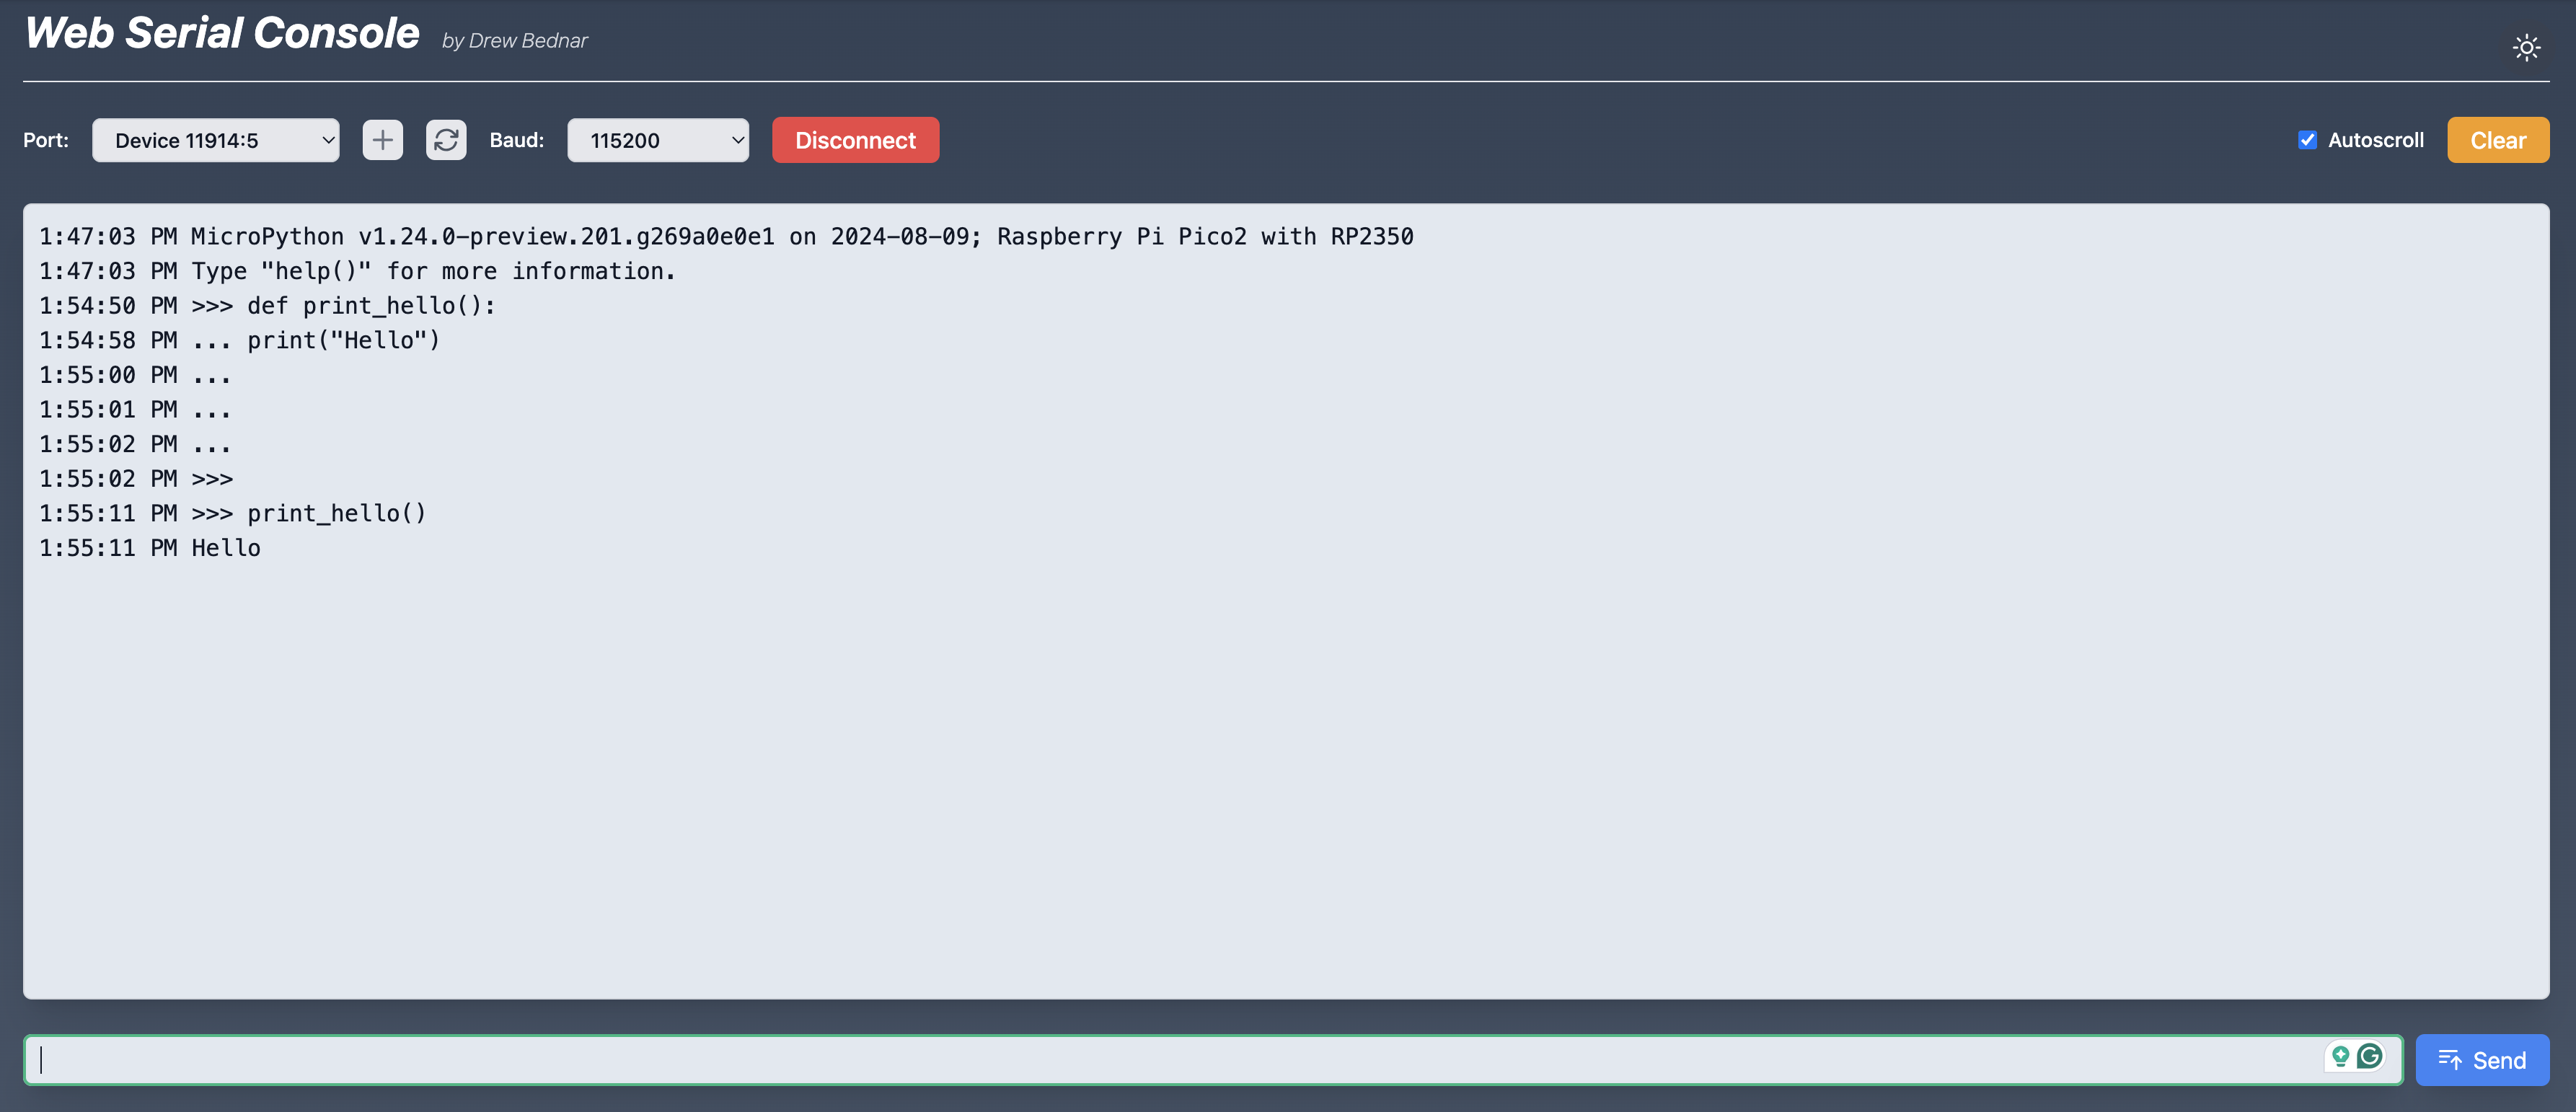 Web Serial Console by Drew Bednar
Port: Device 11914:5 Baud: 115200 Disconnect Autoscroll Clear
1:47:03 PM MicroPython v1.24.0-preview.201.g269a0e0e1 on 2024-08-09; Raspberry Pi Pico2 with RP2350
1:47:03 PM Type "help()" for more information.
1:54:50 PM >>> def print_hello():
1:54:58 PM ... print("Hello")
1:55:00 PM ...
1:55:01 PM ...
1:55:02 PM ...
1:55:02 PM >>>
1:55:11 PM >>> print_hello()
1:55:11 PM Hello
Send